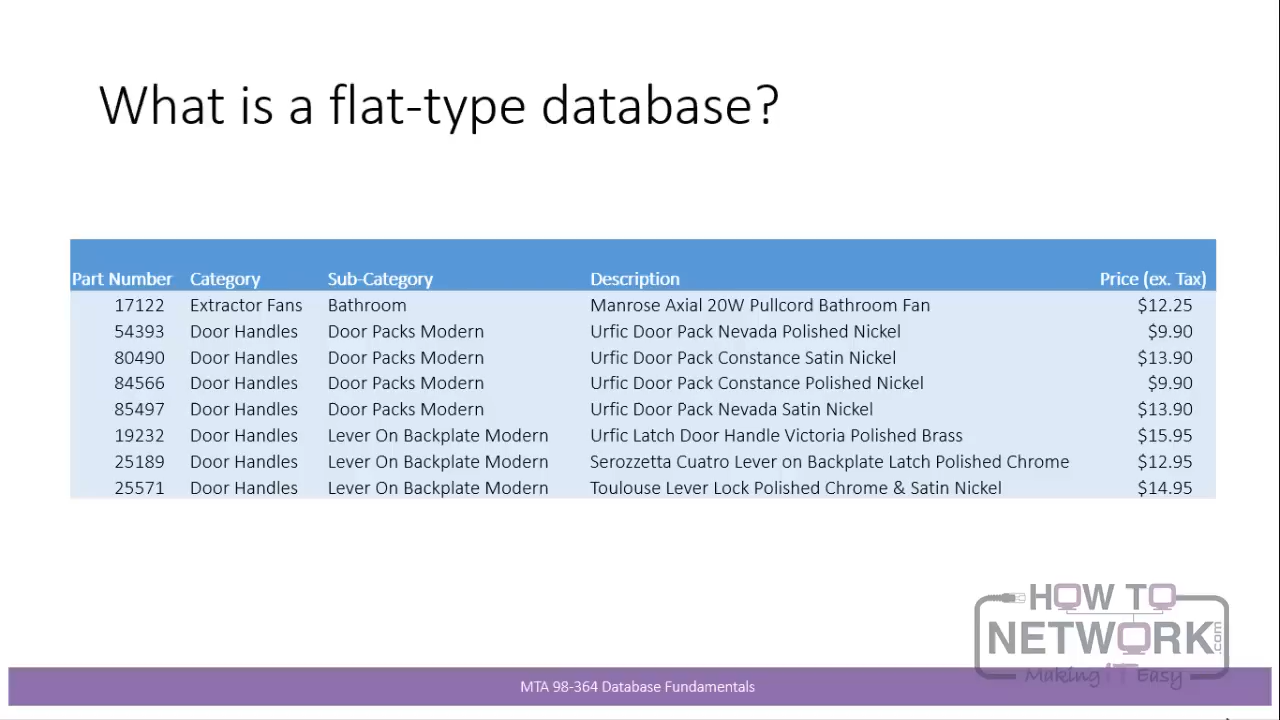 What is a flat-type database?
Part Number Category Sub-Category Description Price (ex. Tax)
17122 Extractor Fans Bathroom Manrose Axial 20W Pullcord Bathroom Fan $12.25
54393 Door Handles Door Packs Modern Urfic Door Pack Nevada Polished Nickel $9.90
80490 Door Handles Door Packs Modern Urfic Door Pack Constance Satin Nickel $13.90
84566 Door Handles Door Packs Modern Urfic Door Pack Constance Polished Nickel $9.90
85497 Door Handles Door Packs Modern Urfic Door Pack Nevada Satin Nickel $13.90
19232 Door Handles Lever On Backplate Modern Urfic Latch Door Handle Victoria Polished Brass $15.95
25189 Door Handles Lever On Backplate Modern Serozzetta Cuatro Lever on Backplate Latch Polished Chrome $12.95
25571 Door Handles Lever On Backplate Modern Toulouse Lever Lock Polished Chrome & Satin Nickel $14.95
HOW TO
NETWORK.com
Making iT Easy
MTA 98-364 Database Fundamentals